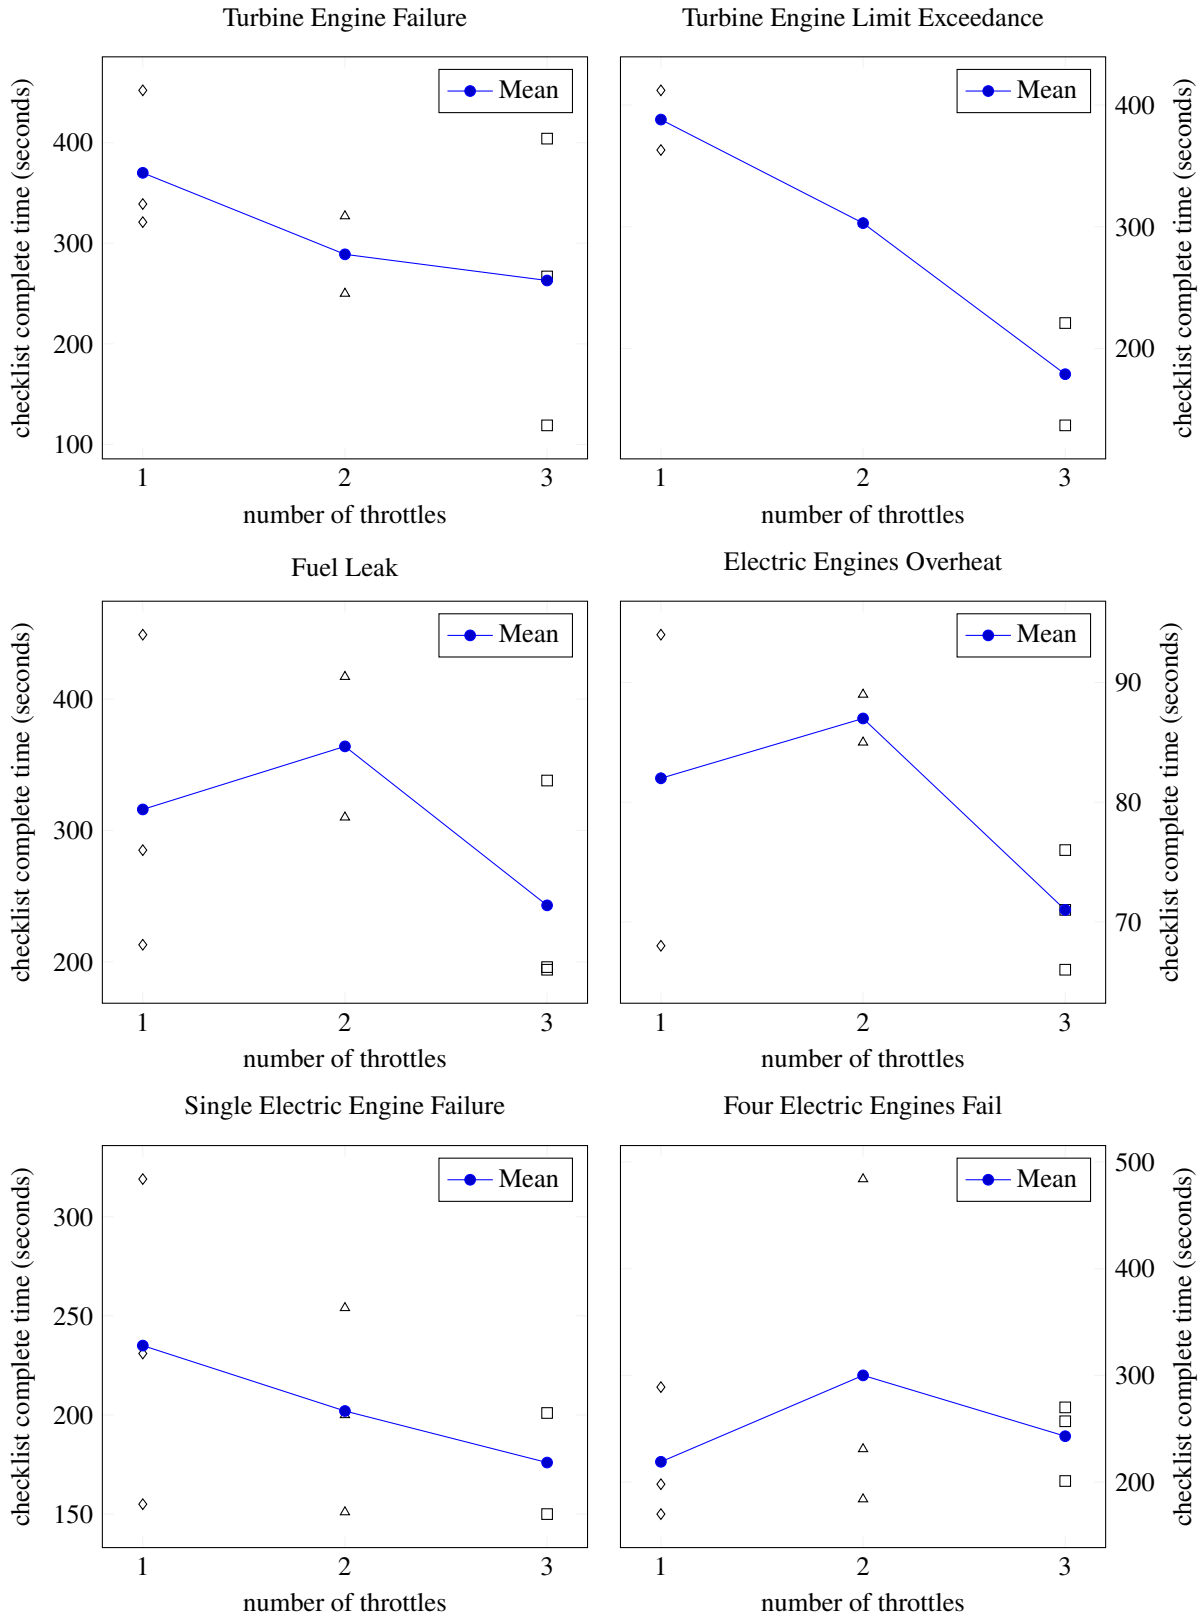 Turbine Engine Failure
Turbine Engine Limit Exceedance
checklist complete time (seconds)
400
300
200
100
Mean
1 2 3
number of throttles
Mean
400
300
200
checklist complete time (seconds)
1 2 3
number of throttles
Fuel Leak
Electric Engines Overheat
checklist complete time (seconds)
400
300
200
Mean
1 2 3
number of throttles
Mean
90
80
70
checklist complete time (seconds)
1 2 3
number of throttles
Single Electric Engine Failure
Four Electric Engines Fail
checklist complete time (seconds)
300
250
200
150
Mean
1 2 3
number of throttles
Mean
500
400
300
200
checklist complete time (seconds)
1 2 3
number of throttles